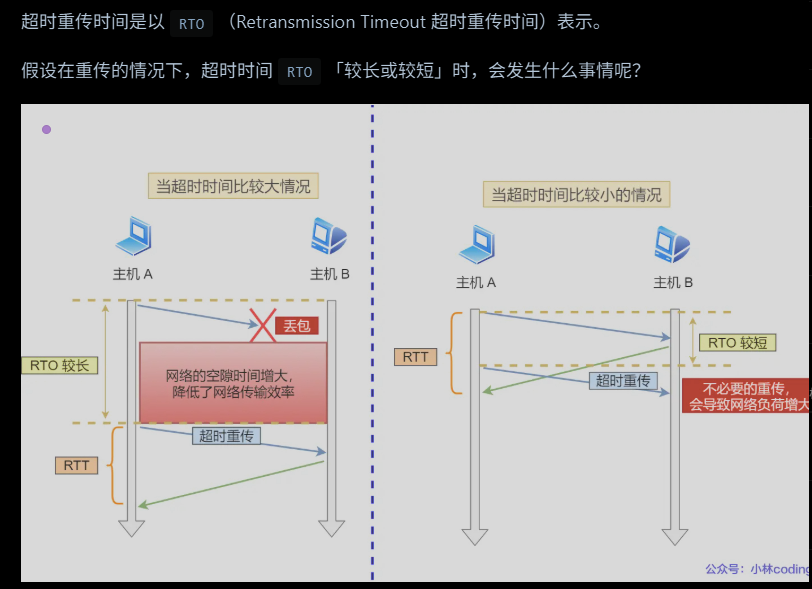 超时重传时间是以 RTO （Retransmission Timeout 超时重传时间）表示。
假设在重传的情况下，超时时间 RTO 「较长或较短」时，会发生什么事情呢？
当超时时间比较大情况
主机 A
主机 B
丢包
RTO 较长
网络的空隙时间增大，
降低了网络传输效率
超时重传
RTT
当超时时间比较小的情况
主机 A
主机 B
RTO 较短
RTT
超时重传
不必要的重传，
会导致网络负荷增大
公众号：小林coding